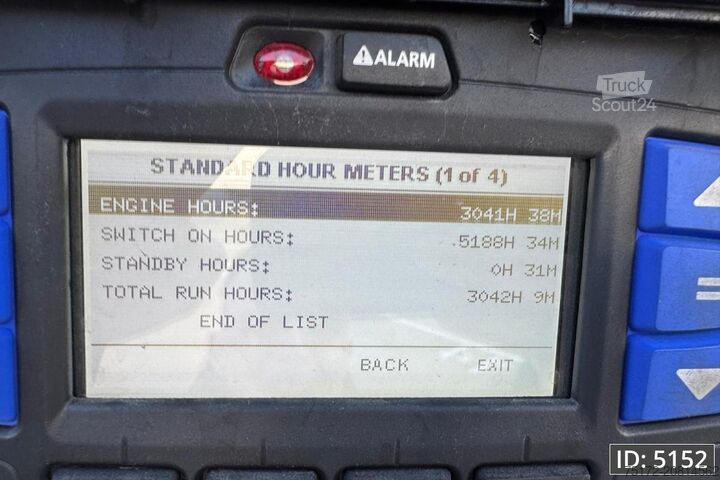 ⚠ALARM
Truck
Scout24
STANDARD HOUR METERS (1 of 4)
ENGINE HOURS: 3041H 38M
SWITCH ON HOURS: 5188H 34M
STANDBY HOURS: 0H 31M
TOTAL RUN HOURS: 3042H 9M
END OF LIST
BACK EXIT
ID: 5152